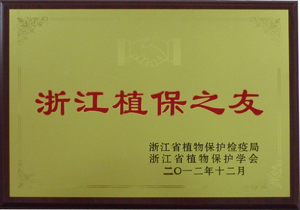 浙江植保之友
浙江省植物保护检疫局
浙江省植物保护学会
二〇一二年十二月